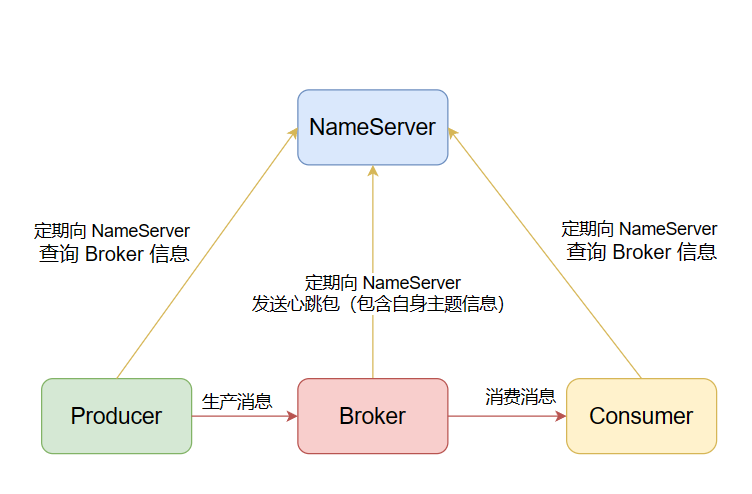 NameServer
定期向 NameServer
查询 Broker 信息
定期向 NameServer
查询 Broker 信息
定期向 NameServer
发送心跳包（包含自身主题信息）
Producer
生产消息
Broker
消费消息
Consumer